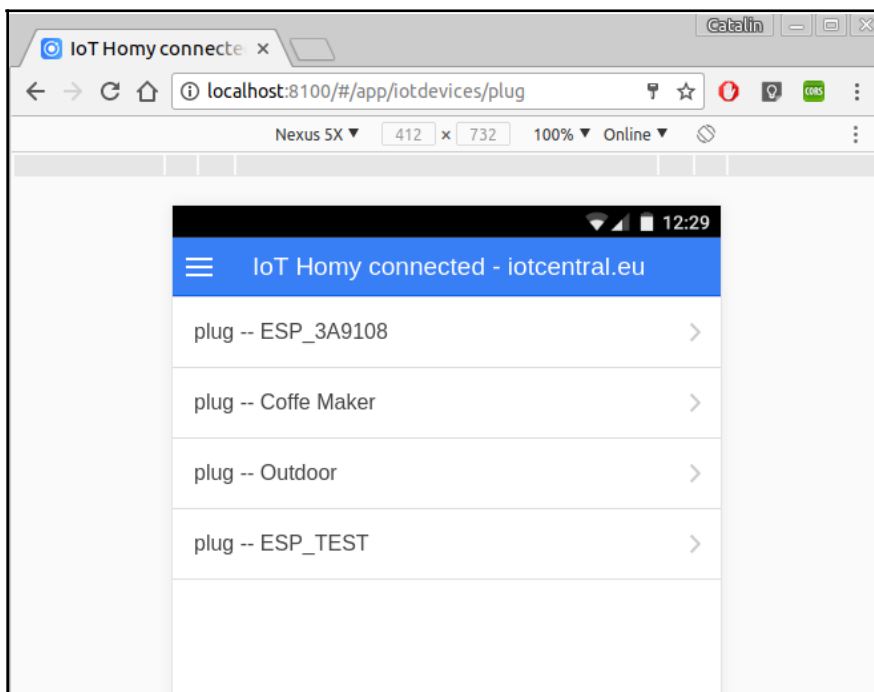 Catalin
IoT Homy connecte
localhost:8100/#/app/iotdevices/plug
CORS
Nexus 5X ▼ 412 × 732 100% ▼ Online ▼
12:29
IoT Homy connected - iotcentral.eu
plug -- ESP_3A9108
plug -- Coffe Maker
plug -- Outdoor
plug -- ESP_TEST